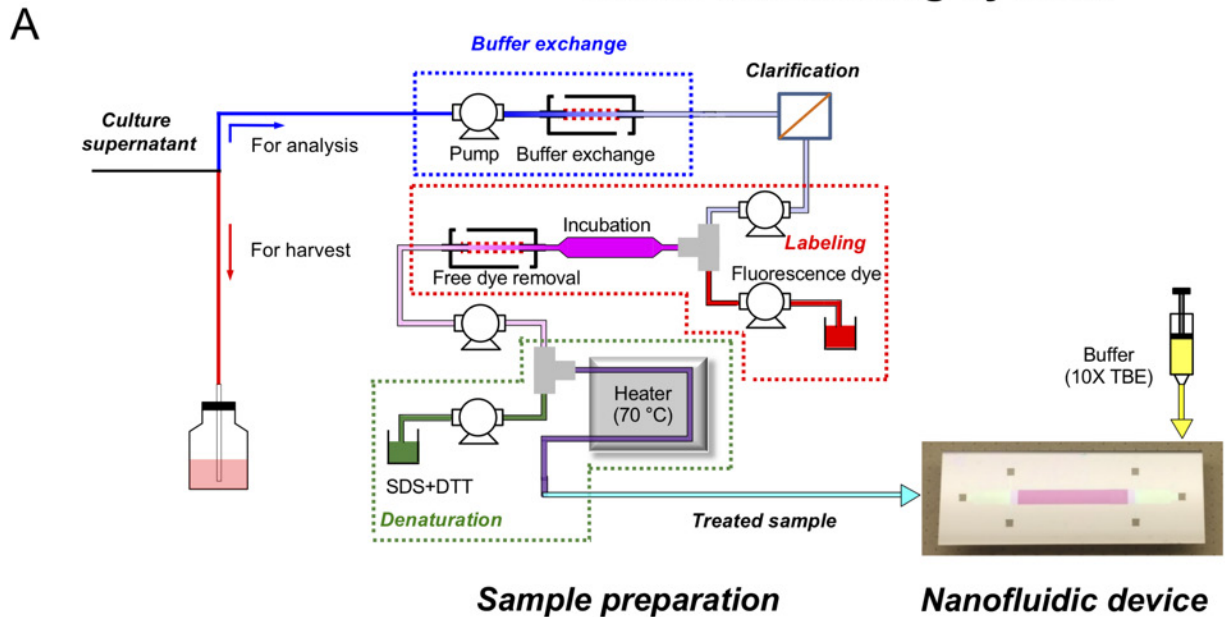 A
Buffer exchange
Clarification
Culture
supernatant
For analysis
Pump
Buffer exchange
Incubation
Labeling
For harvest
Free dye removal
Fluorescence dye
Buffer
(10X TBE)
Heater
(70 °C)
SDS+DTT
Denaturation
Treated sample
Sample preparation
Nanofluidic device